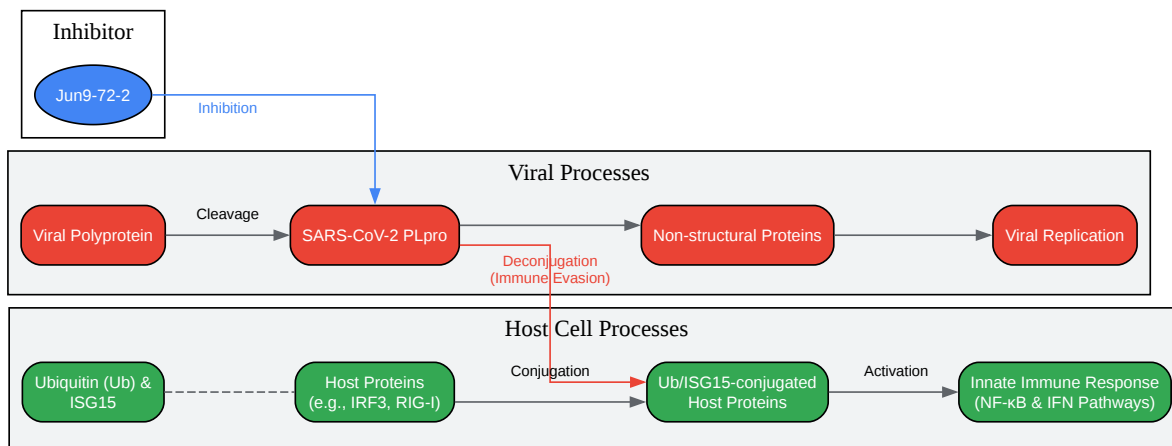 Inhibitor
Jun9-72-2
Inhibition
Viral Processes
Viral Polyprotein
Cleavage
SARS-CoV-2 PLpro
Non-structural Proteins
Viral Replication
Deconjugation
(Immune Evasion)
Host Cell Processes
Ubiquitin (Ub) &
ISG15
Host Proteins
(e.g., IRF3, RIG-I)
Conjugation
Ub/ISG15-conjugated
Host Proteins
Activation
Innate Immune Response
(NF-κB & IFN Pathways)